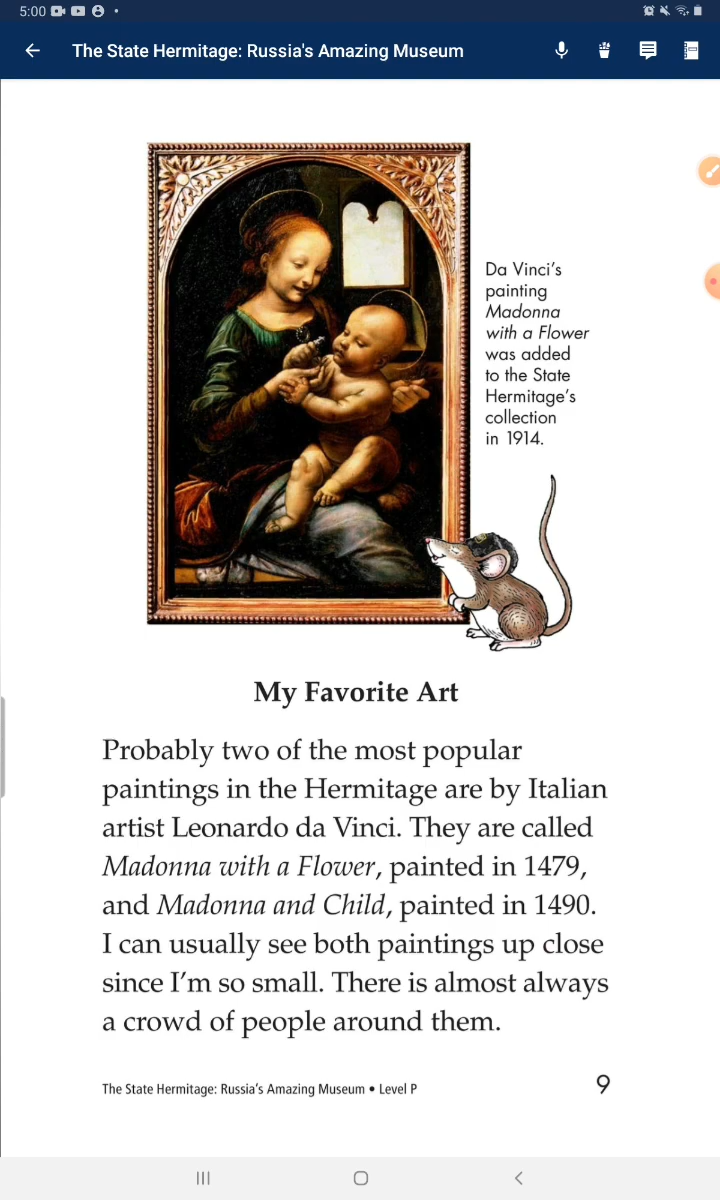 5:00
The State Hermitage: Russia's Amazing Museum
Da Vinci's
painting
Madonna
with a Flower
was added
to the State
Hermitage's
collection
in 1914.
My Favorite Art
Probably two of the most popular
paintings in the Hermitage are by Italian
artist Leonardo da Vinci. They are called
Madonna with a Flower, painted in 1479,
and Madonna and Child, painted in 1490.
I can usually see both paintings up close
since I'm so small. There is almost always
a crowd of people around them.
The State Hermitage: Russia's Amazing Museum • Level P
9